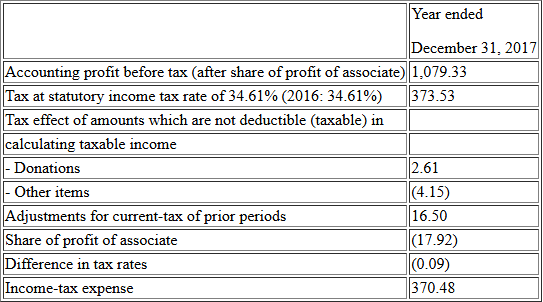 Year ended
December 31, 2017
Accounting profit before tax (after share of profit of associate) 1,079.33
Tax at statutory income tax rate of 34.61% (2016: 34.61%) 373.53
Tax effect of amounts which are not deductible (taxable) in
calculating taxable income
- Donations 2.61
- Other items (4.15)
Adjustments for current-tax of prior periods 16.50
Share of profit of associate (17.92)
Difference in tax rates (0.09)
Income-tax expense 370.48